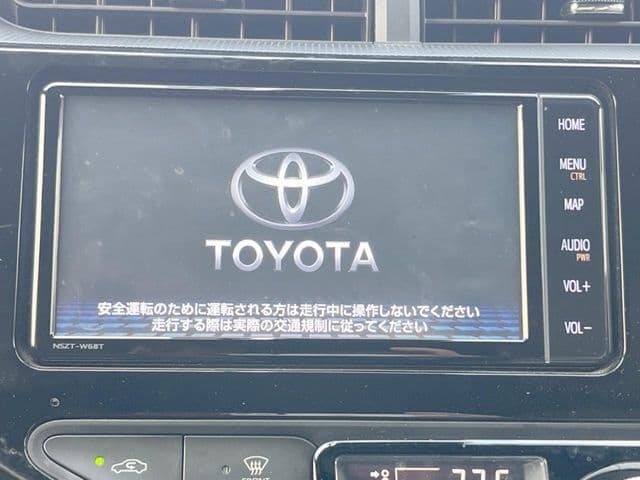 HOME
MENU
CTRL
MAP
AUDIO
PWR
VOL+
VOL-
TOYOTA
安全運転のために運転される方は走行中に操作しないでください
走行する際は実際の交通規制に従ってください
NSZT-W68T
FRONT